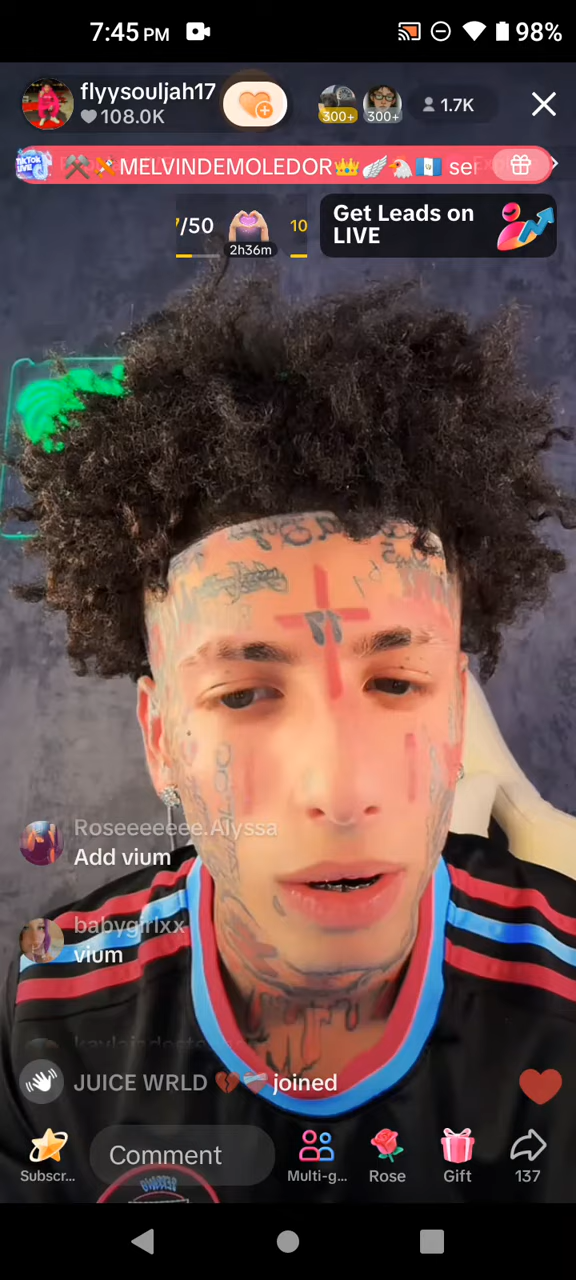 7:45 PM
98%
flyysouljah17
108.0K
300+
300+
1.7K
MELVINDEMOLEDOR👑🪽🐔🇬🇹 ser
/50
2h36m
10
Get Leads on
LIVE
Roseeeeeee.Alyssa
Add vium
babygirlxx
vium
JUICE WRLD 💔 joined
Subscr...
Comment
Multi-g...
Rose
Gift
137